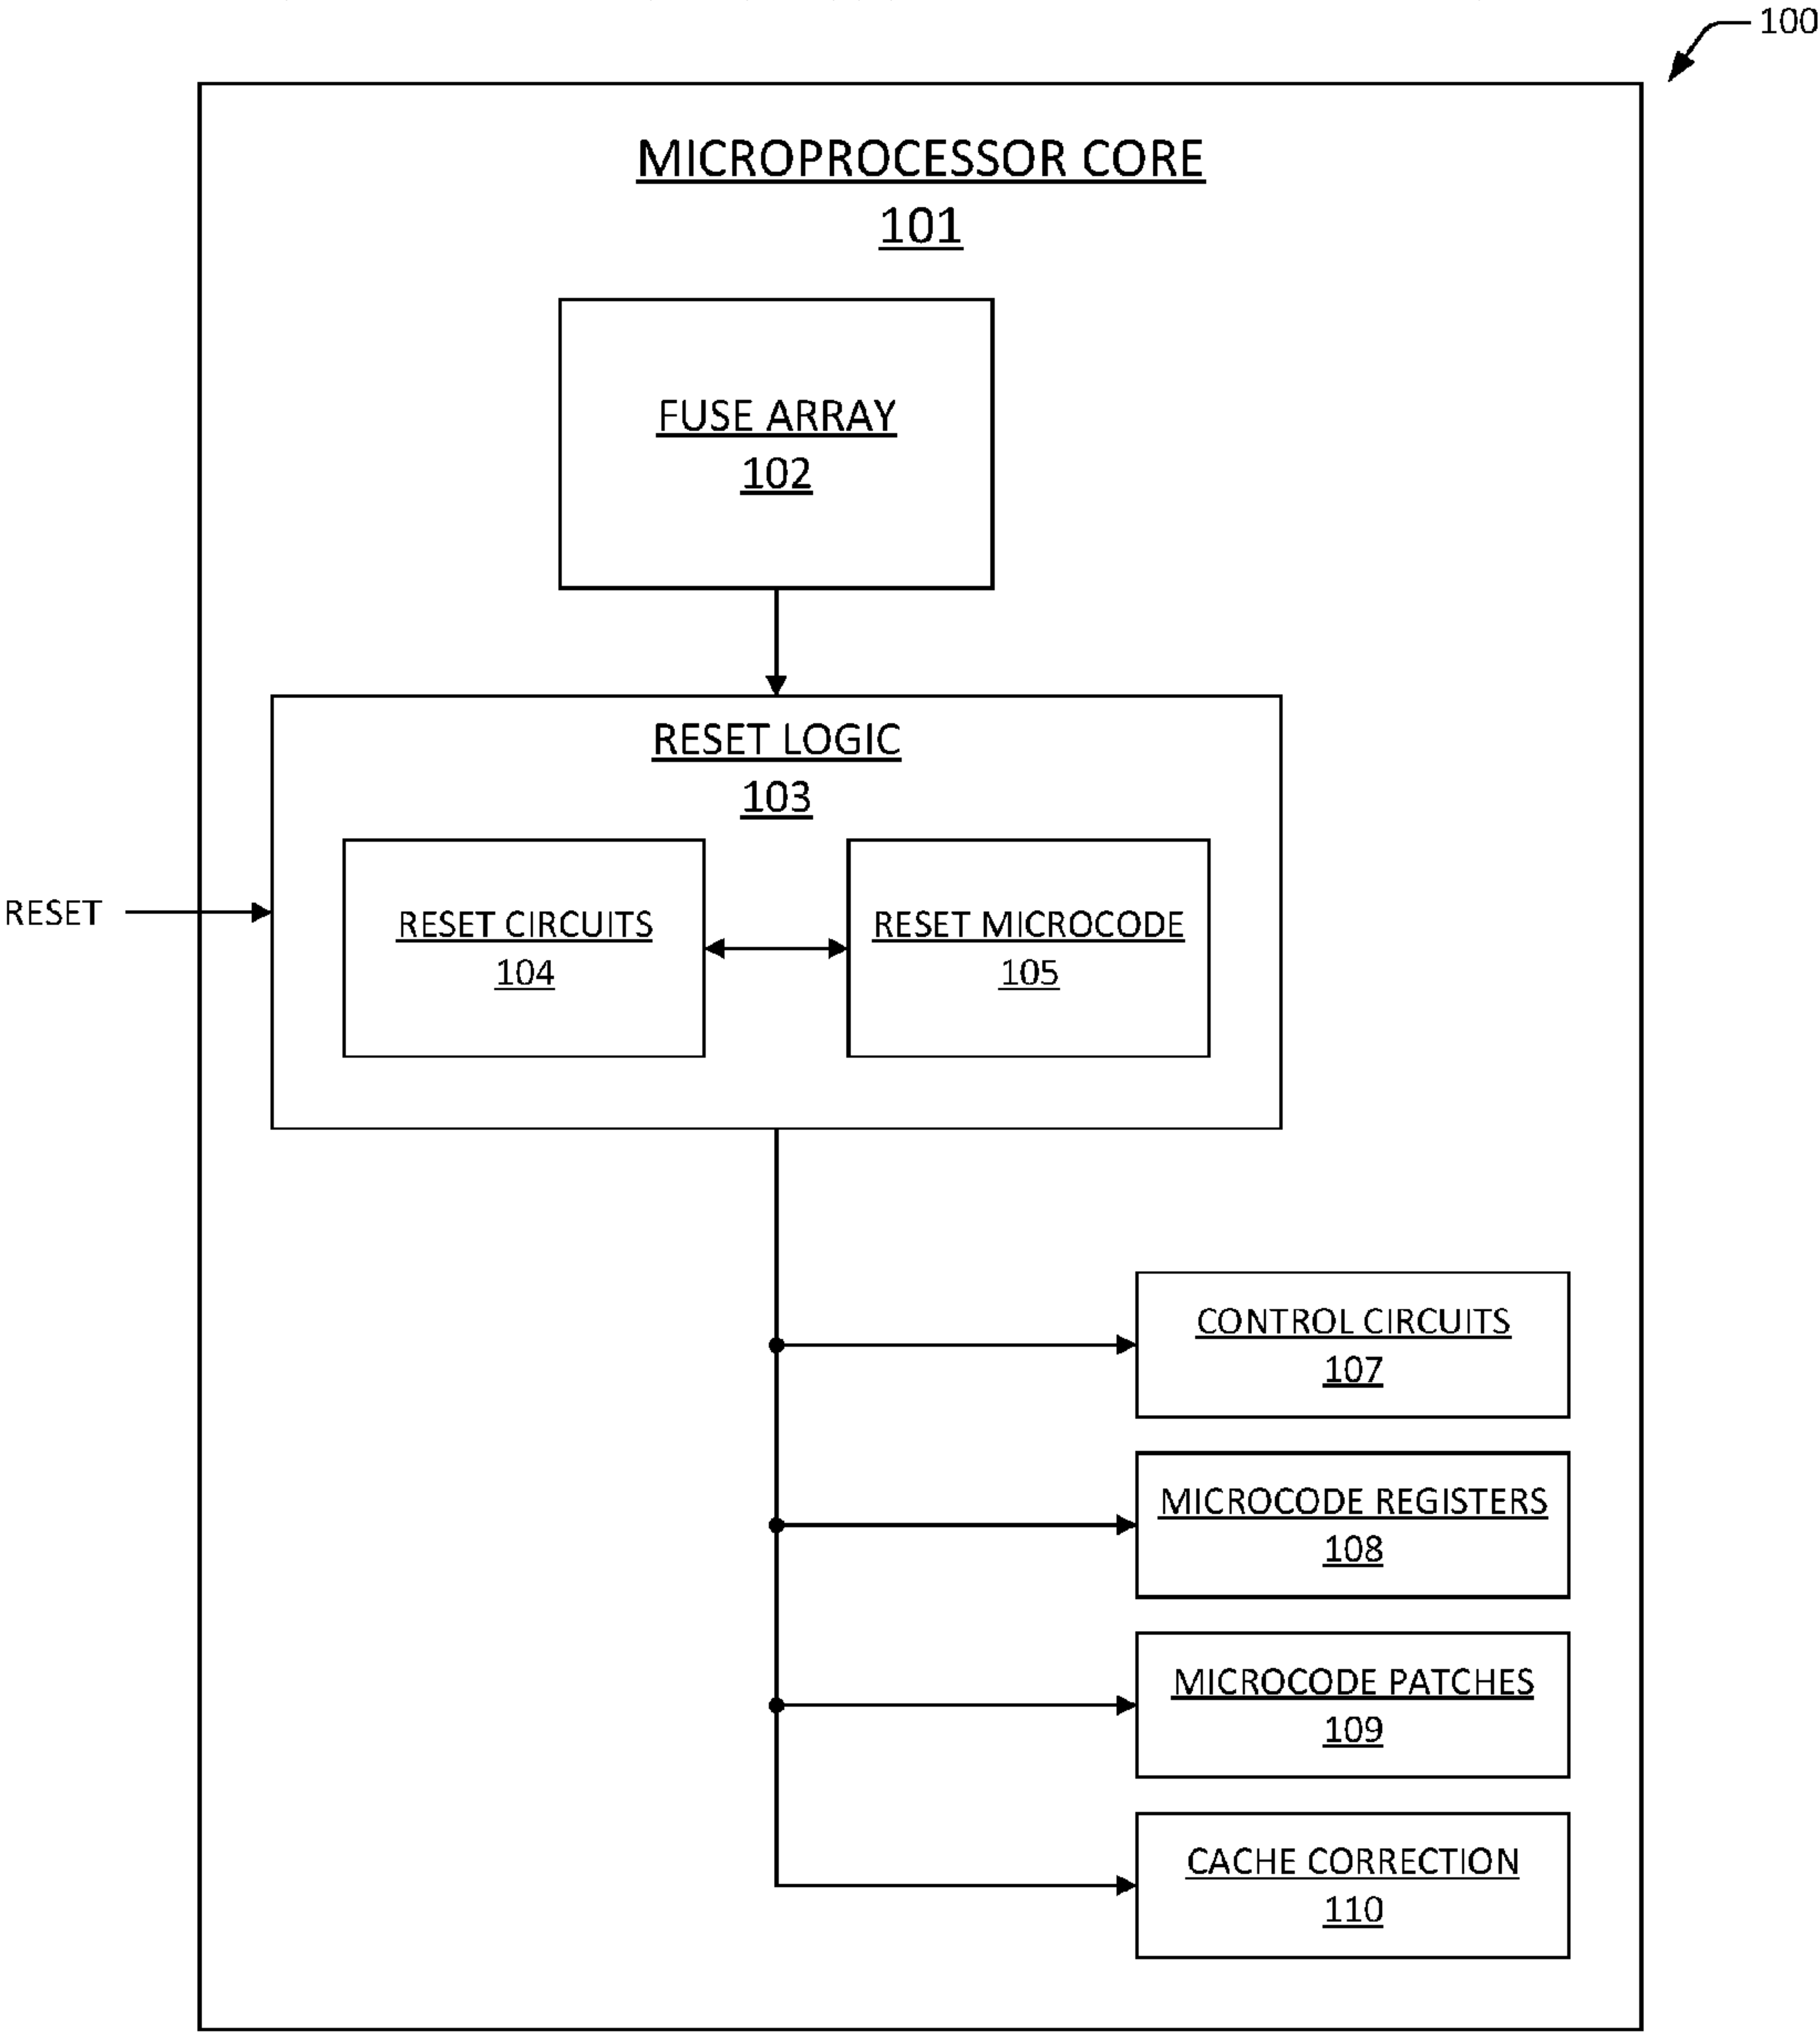 100
MICROPROCESSOR CORE
101
FUSE ARRAY
102
RESET LOGIC
103
RESET
RESET CIRCUITS
104
RESET MICROCODE
105
CONTROL CIRCUITS
107
MICROCODE REGISTERS
108
MICROCODE PATCHES
109
CACHE CORRECTION
110